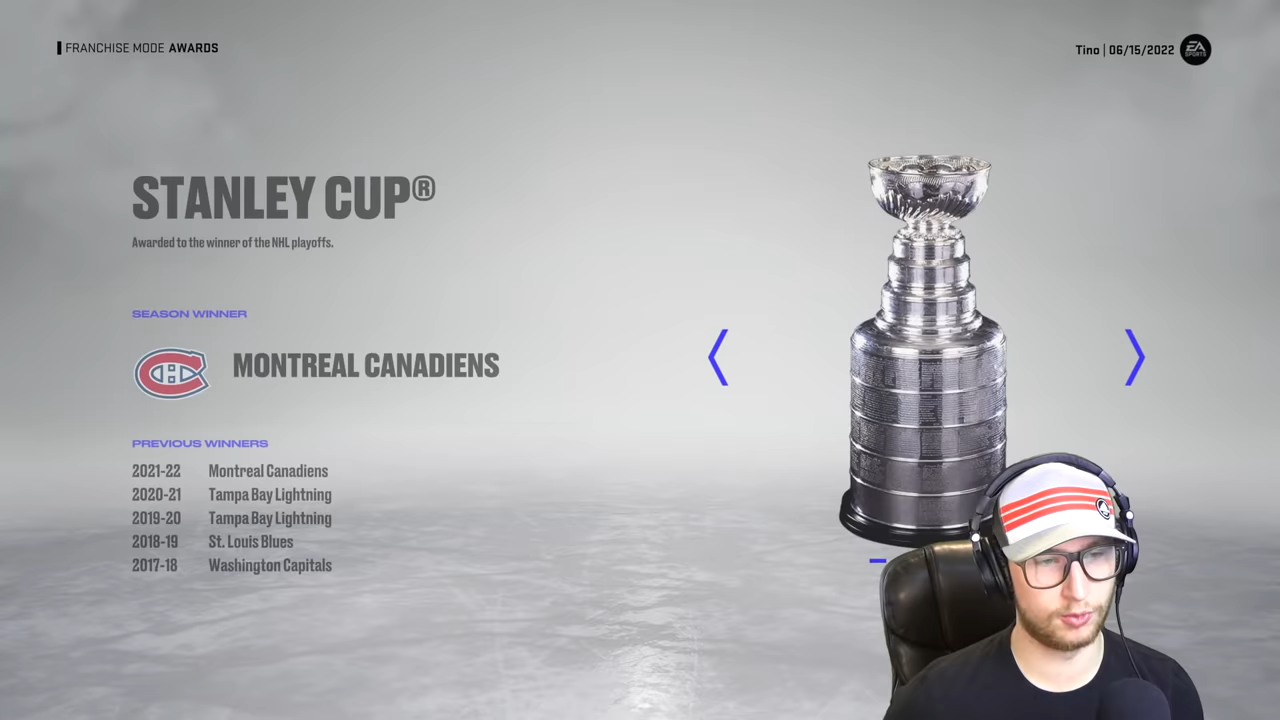 FRANCHISE MODE AWARDS
Tino | 06/15/2022
EA
SPORTS
STANLEY CUP®
Awarded to the winner of the NHL playoffs.
SEASON WINNER
MONTREAL CANADIENS
PREVIOUS WINNERS
2021-22 Montreal Canadiens
2020-21 Tampa Bay Lightning
2019-20 Tampa Bay Lightning
2018-19 St. Louis Blues
2017-18 Washington Capitals